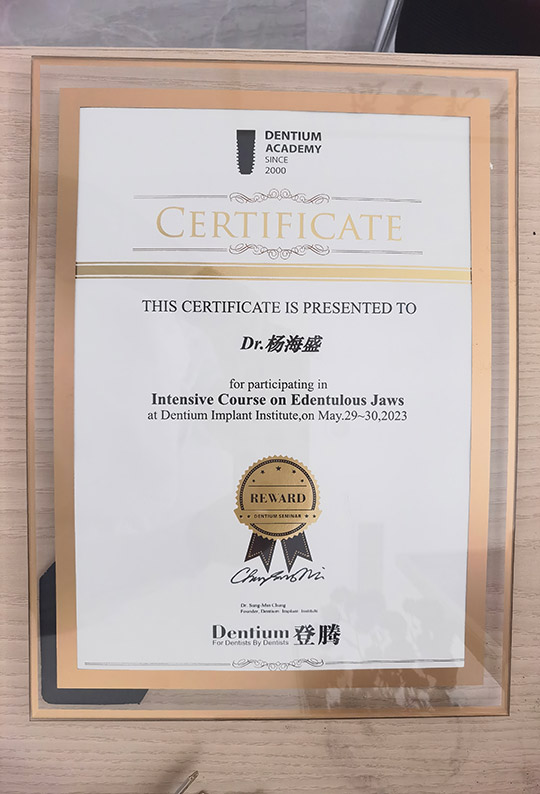 DENTIUM
ACADEMY
SINCE
2000
CERTIFICATE
THIS CERTIFICATE IS PRESENTED TO
Dr.杨海盛
for participating in
Intensive Course on Edentulous Jaws
at Dentium Implant Institute,on May.29~30,2023
REWARD
DENTIUM SEMINAR
Dr. Sung-Min Chung
Founder, Dentium Implant Institute
Dentium 登腾
For Dentists By Dentists